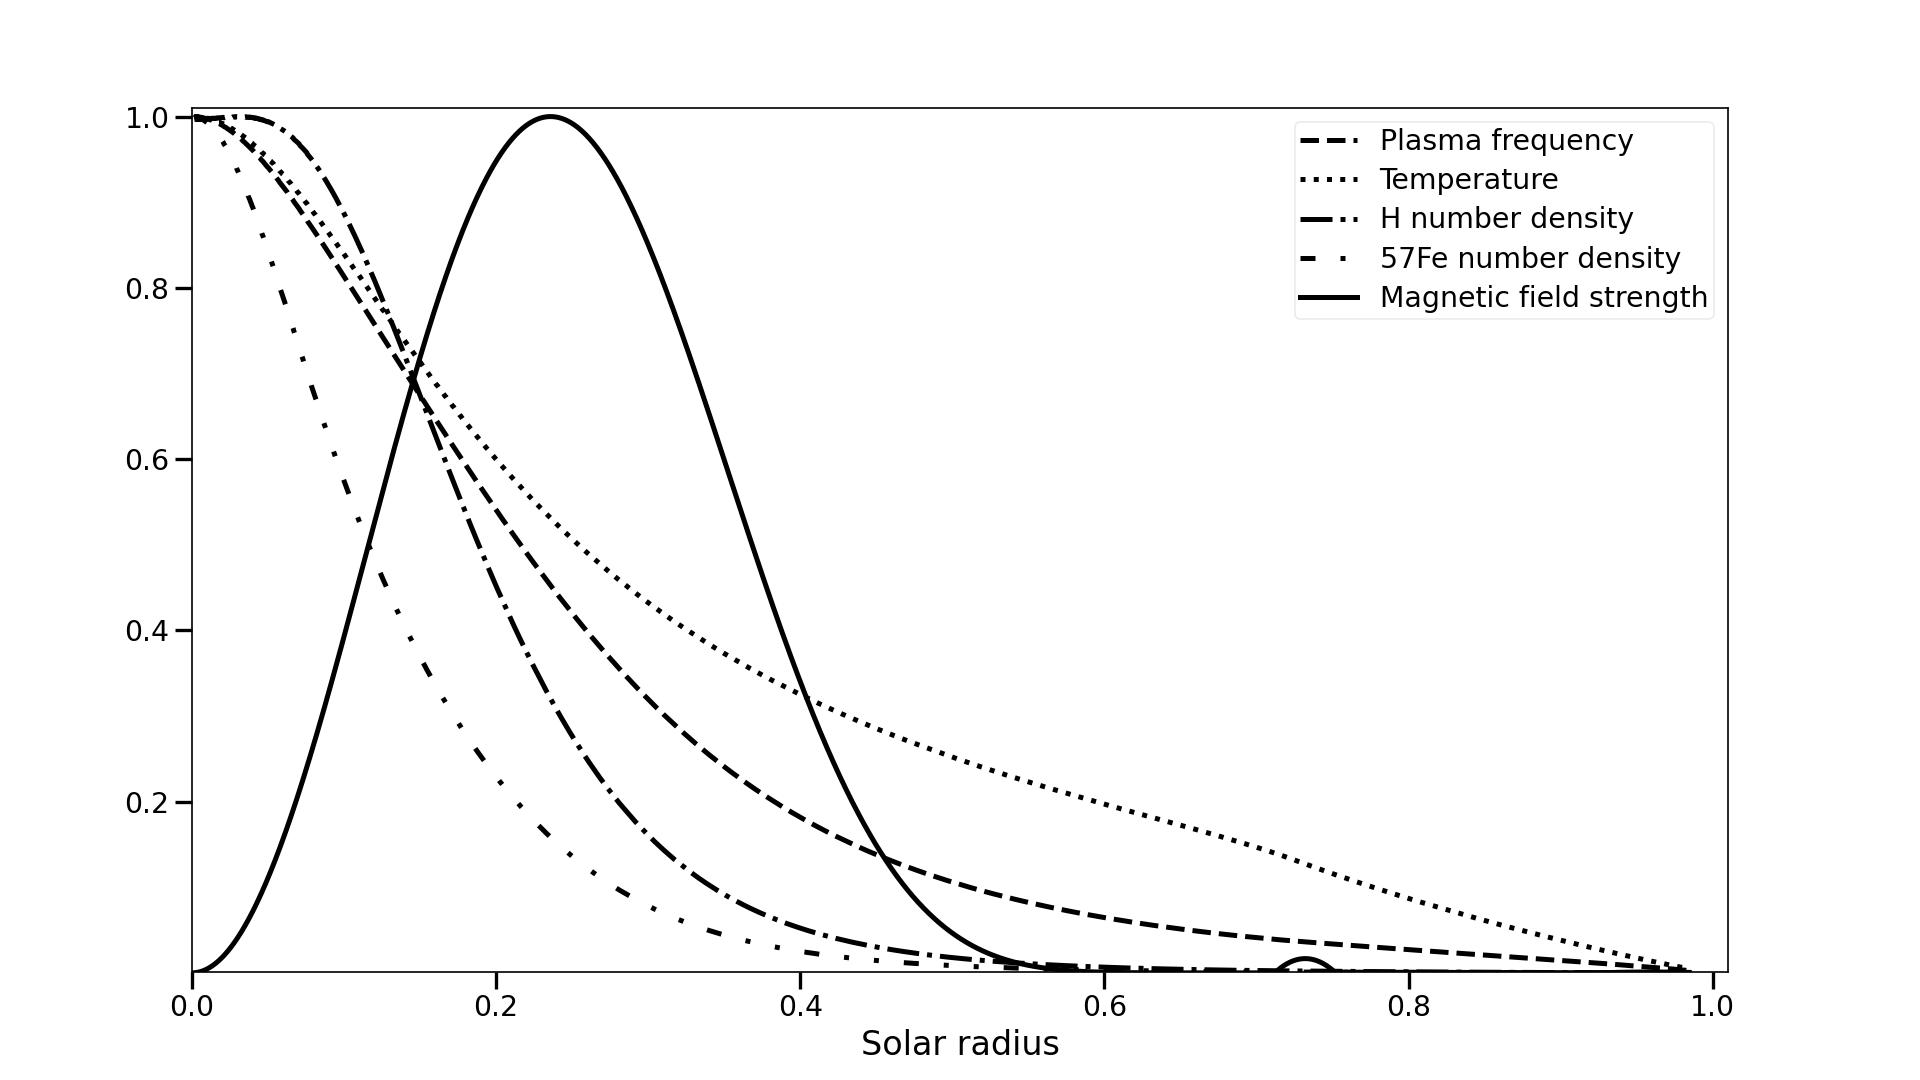 1.0
0.8
0.6
0.4
0.2
Plasma frequency
Temperature
H number density
57Fe number density
Magnetic field strength
0.0 0.2 0.4 0.6 0.8 1.0
Solar radius